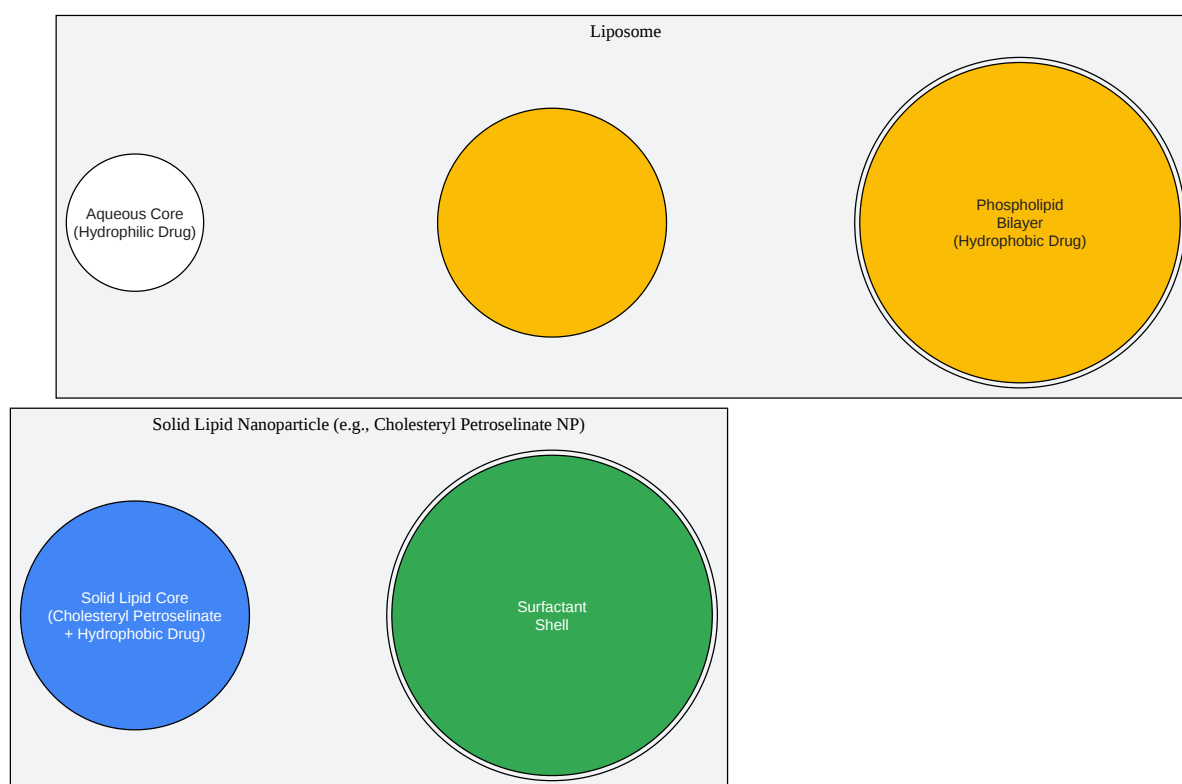 Liposome
Aqueous Core
(Hydrophilic Drug)
Phospholipid
Bilayer
(Hydrophobic Drug)
Solid Lipid Nanoparticle (e.g., Cholesteryl Petroselinate NP)
Solid Lipid Core
(Cholesteryl Petroselinate
+ Hydrophobic Drug)
Surfactant
Shell